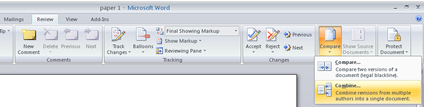 paper 1 - Microsoft Word
Mailings Review View Add-Ins
New Comment Delete Previous Next
Comments
Track Changes Balloons Final Showing Markup
Show Markup
Reviewing Pane
Tracking
Accept Reject Previous
Next
Changes
Compare Show Source Documents
Protect Document
Compare...
Compare two versions of a document (legal blackline).
Combine...
Combine revisions from multiple authors into a single document.